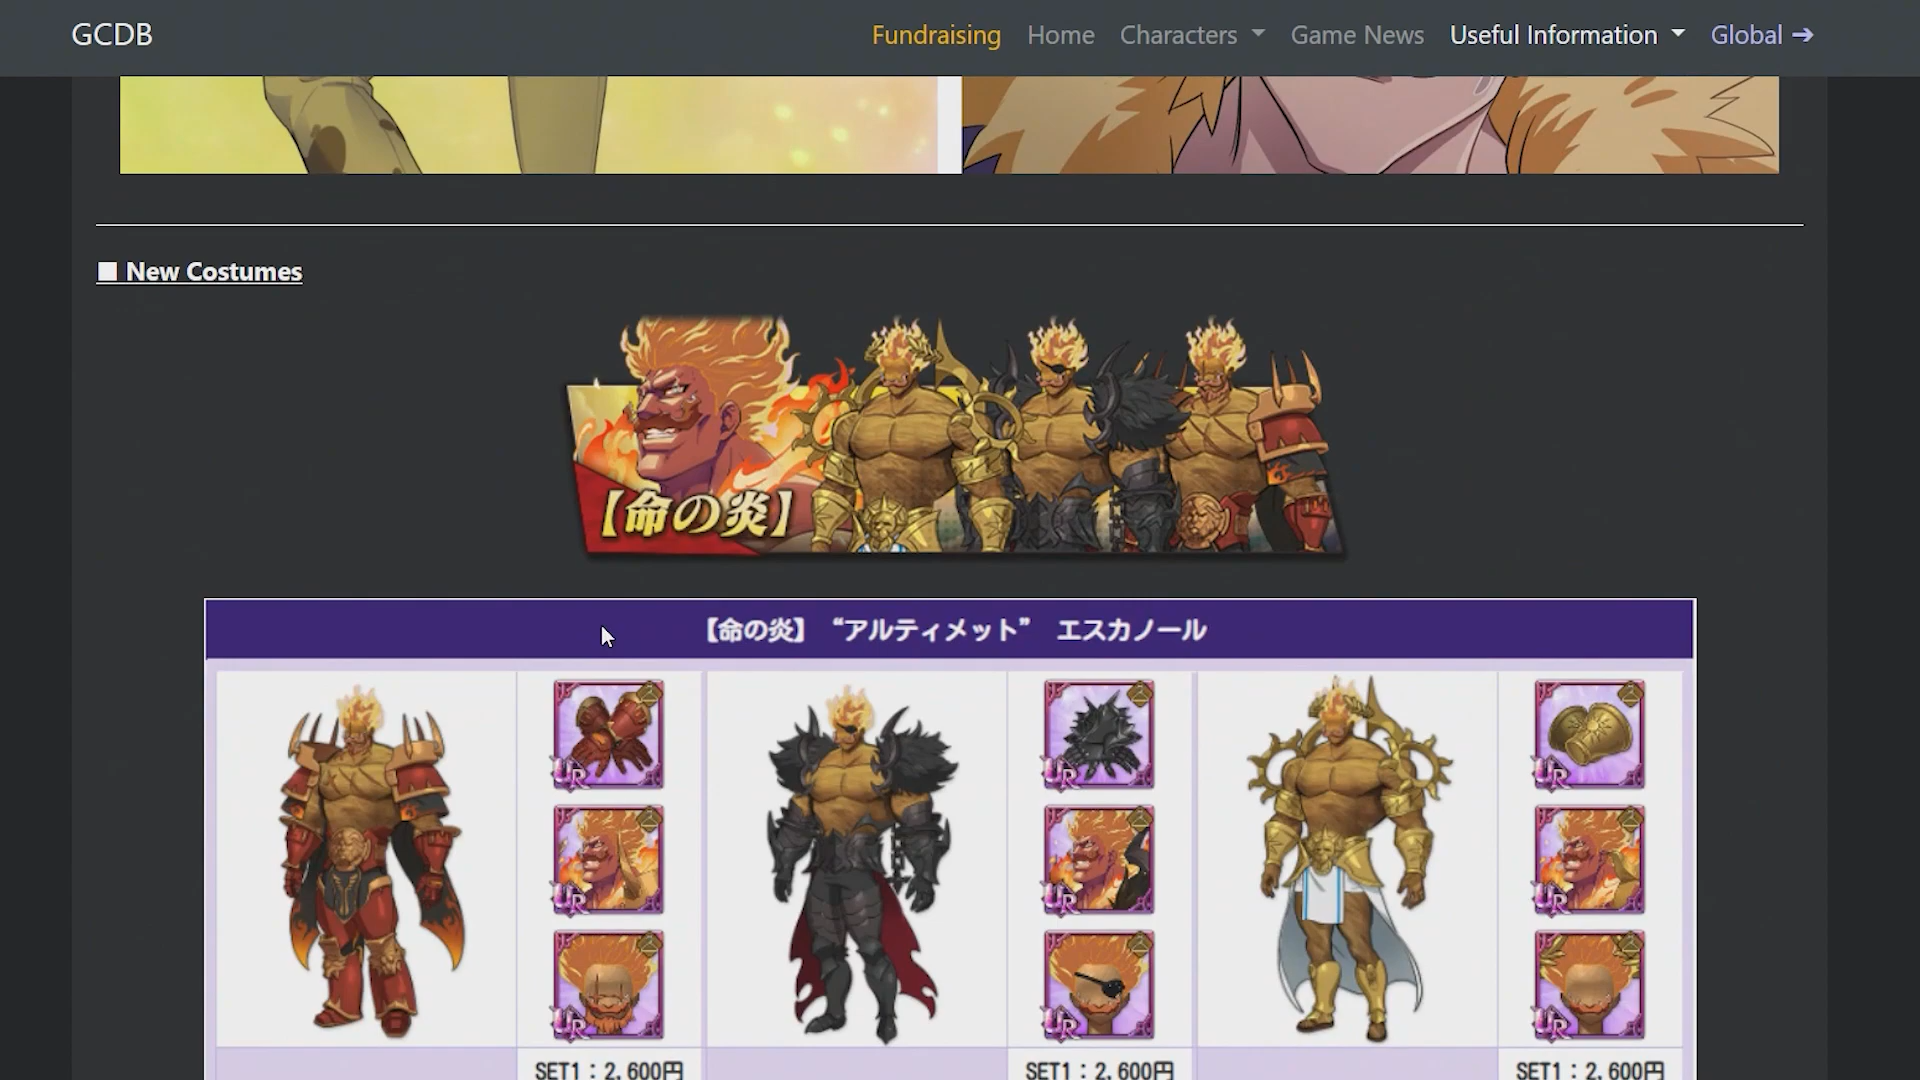 GCDB
Fundraising Home Characters Game News Useful Information Global ➔
■ New Costumes
【命の炎】
【命の炎】 “アルティメット” エスカノール
UR UR UR
UR UR UR
UR UR UR
SET1：2,600円 SET1：2,600円 SET1：2,600円